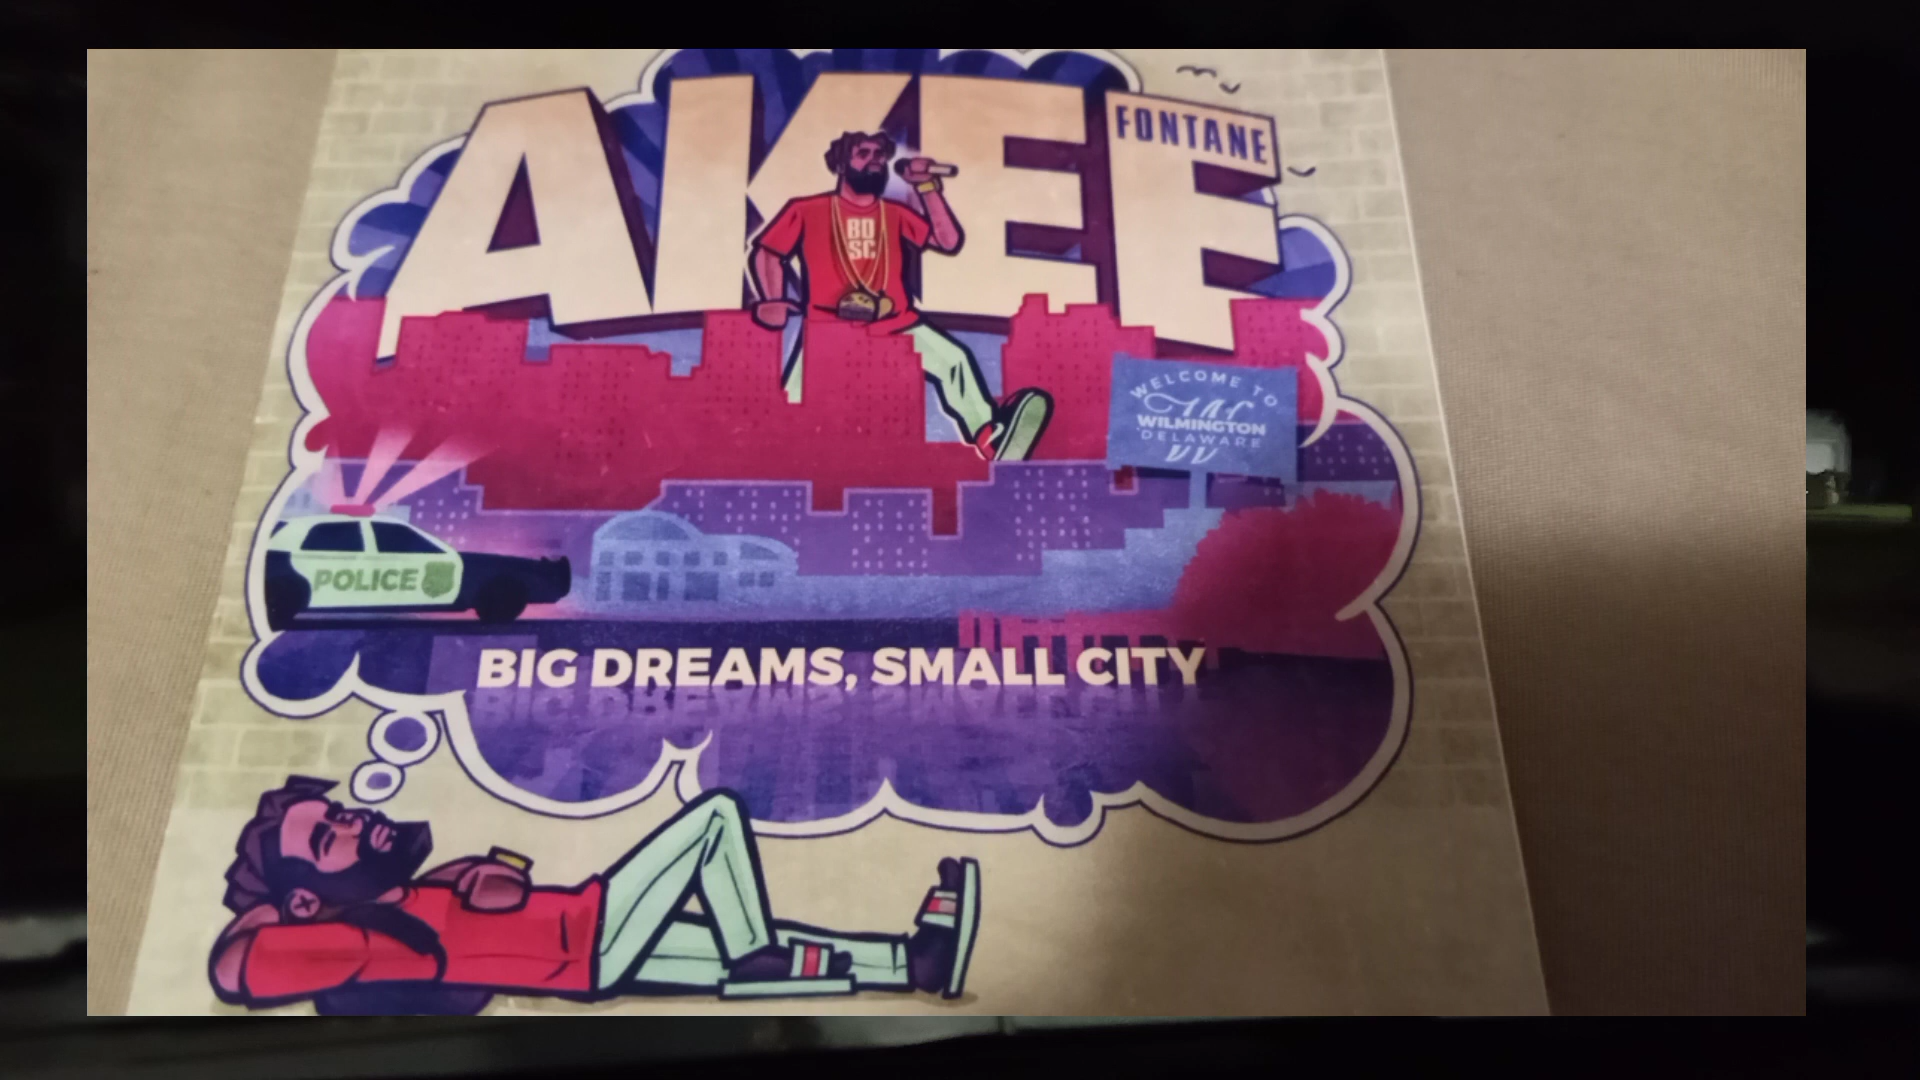 AKEE
FONTANE
BD
SC
WELCOME TO
WILMINGTON
DELAWARE
POLICE
BIG DREAMS, SMALL CITY